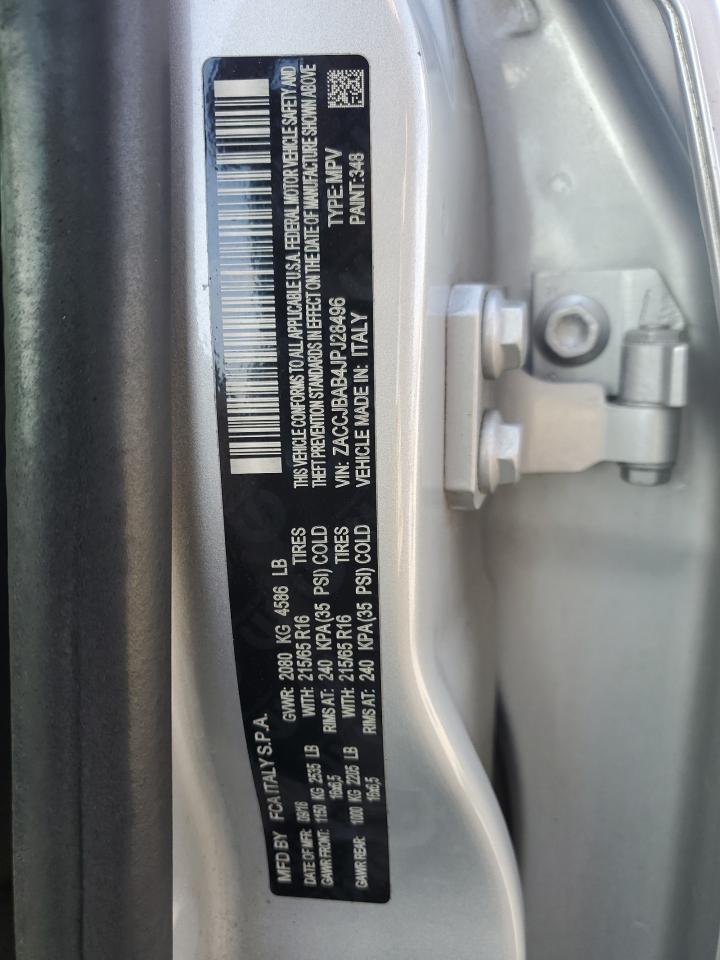 MFD BY FCA ITALY S.P.A.
DATE OF MFR: 09/18 GVWR: 2080 KG 4586 LB
GAWR FRONT: 1150 KG 2535 LB WITH: 215/65 R16 TIRES
16x6,5 RIMS AT: 240 KPA (35 PSI) COLD
GAWR REAR: 1000 KG 2205 LB WITH: 215/65 R16 TIRES
16x6,5 RIMS AT: 240 KPA (35 PSI) COLD
THIS VEHICLE CONFORMS TO ALL APPLICABLE U.S.A. FEDERAL MOTOR VEHICLE SAFETY AND
THEFT PREVENTION STANDARDS IN EFFECT ON THE DATE OF MANUFACTURE SHOWN ABOVE
VIN: ZACCJBAB4JPJ28496 TYPE: MPV
VEHICLE MADE IN: ITALY PAINT: 348